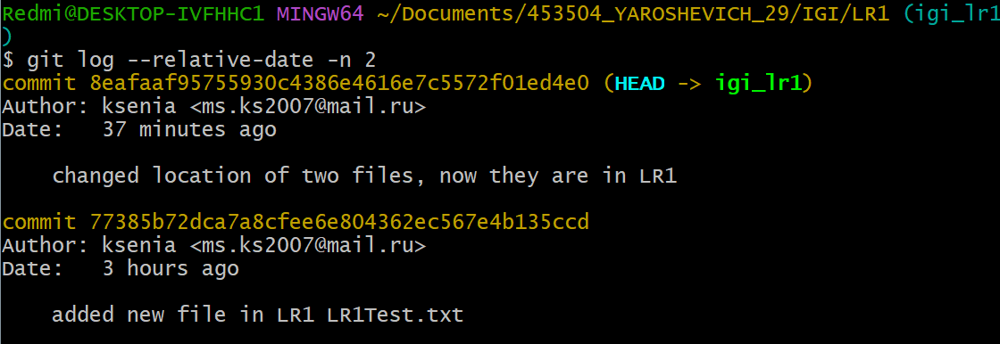 Redmi@DESKTOP-IVFHHC1 MINGW64 ~/Documents/453504_YAROSHEVICH_29/IGI/LR1 (igi_lr1
)
$ git log --relative-date -n 2
commit 8eafaaf95755930c4386e4616e7c5572f01ed4e0 (HEAD -> igi_lr1)
Author: ksenia <ms.ks2007@mail.ru>
Date:   37 minutes ago

    changed location of two files, now they are in LR1

commit 77385b72dca7a8cfee6e804362ec567e4b135ccd
Author: ksenia <ms.ks2007@mail.ru>
Date:   3 hours ago

    added new file in LR1 LR1Test.txt